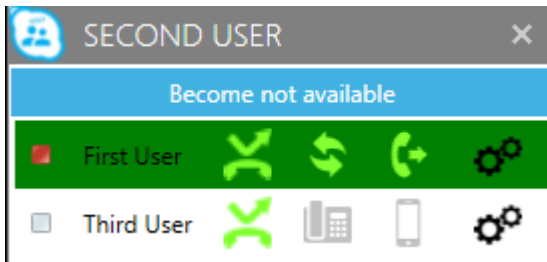 SECOND USER
Become not available
First User
Third User